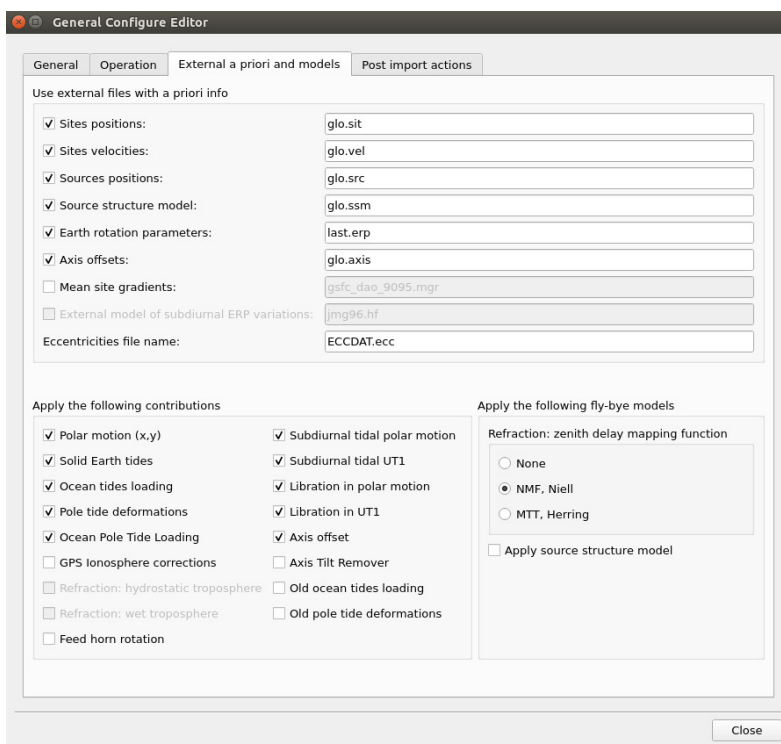 General Configure Editor
General Operation External a priori and models Post import actions
Use external files with a priori info
Sites positions: glo.sit
Sites velocities: glo.vel
Sources positions: glo.src
Source structure model: glo.ssm
Earth rotation parameters: last.erp
Axis offsets: glo.axis
Mean site gradients: gsfc_dao_9095.mgr
External model of subdiurnal ERP variations: jmg96.hf
Eccentricities file name: ECCDAT.ecc
Apply the following contributions
Polar motion (x,y) Subdiurnal tidal polar motion
Solid Earth tides Subdiurnal tidal UT1
Ocean tides loading Libration in polar motion
Pole tide deformations Libration in UT1
Ocean Pole Tide Loading Axis offset
GPS Ionosphere corrections Axis Tilt Remover
Refraction: hydrostatic troposphere Old ocean tides loading
Refraction: wet troposphere Old pole tide deformations
Feed horn rotation
Apply the following fly-bye models
Refraction: zenith delay mapping function
None
NMF, Niell
MTT, Herring
Apply source structure model
Close